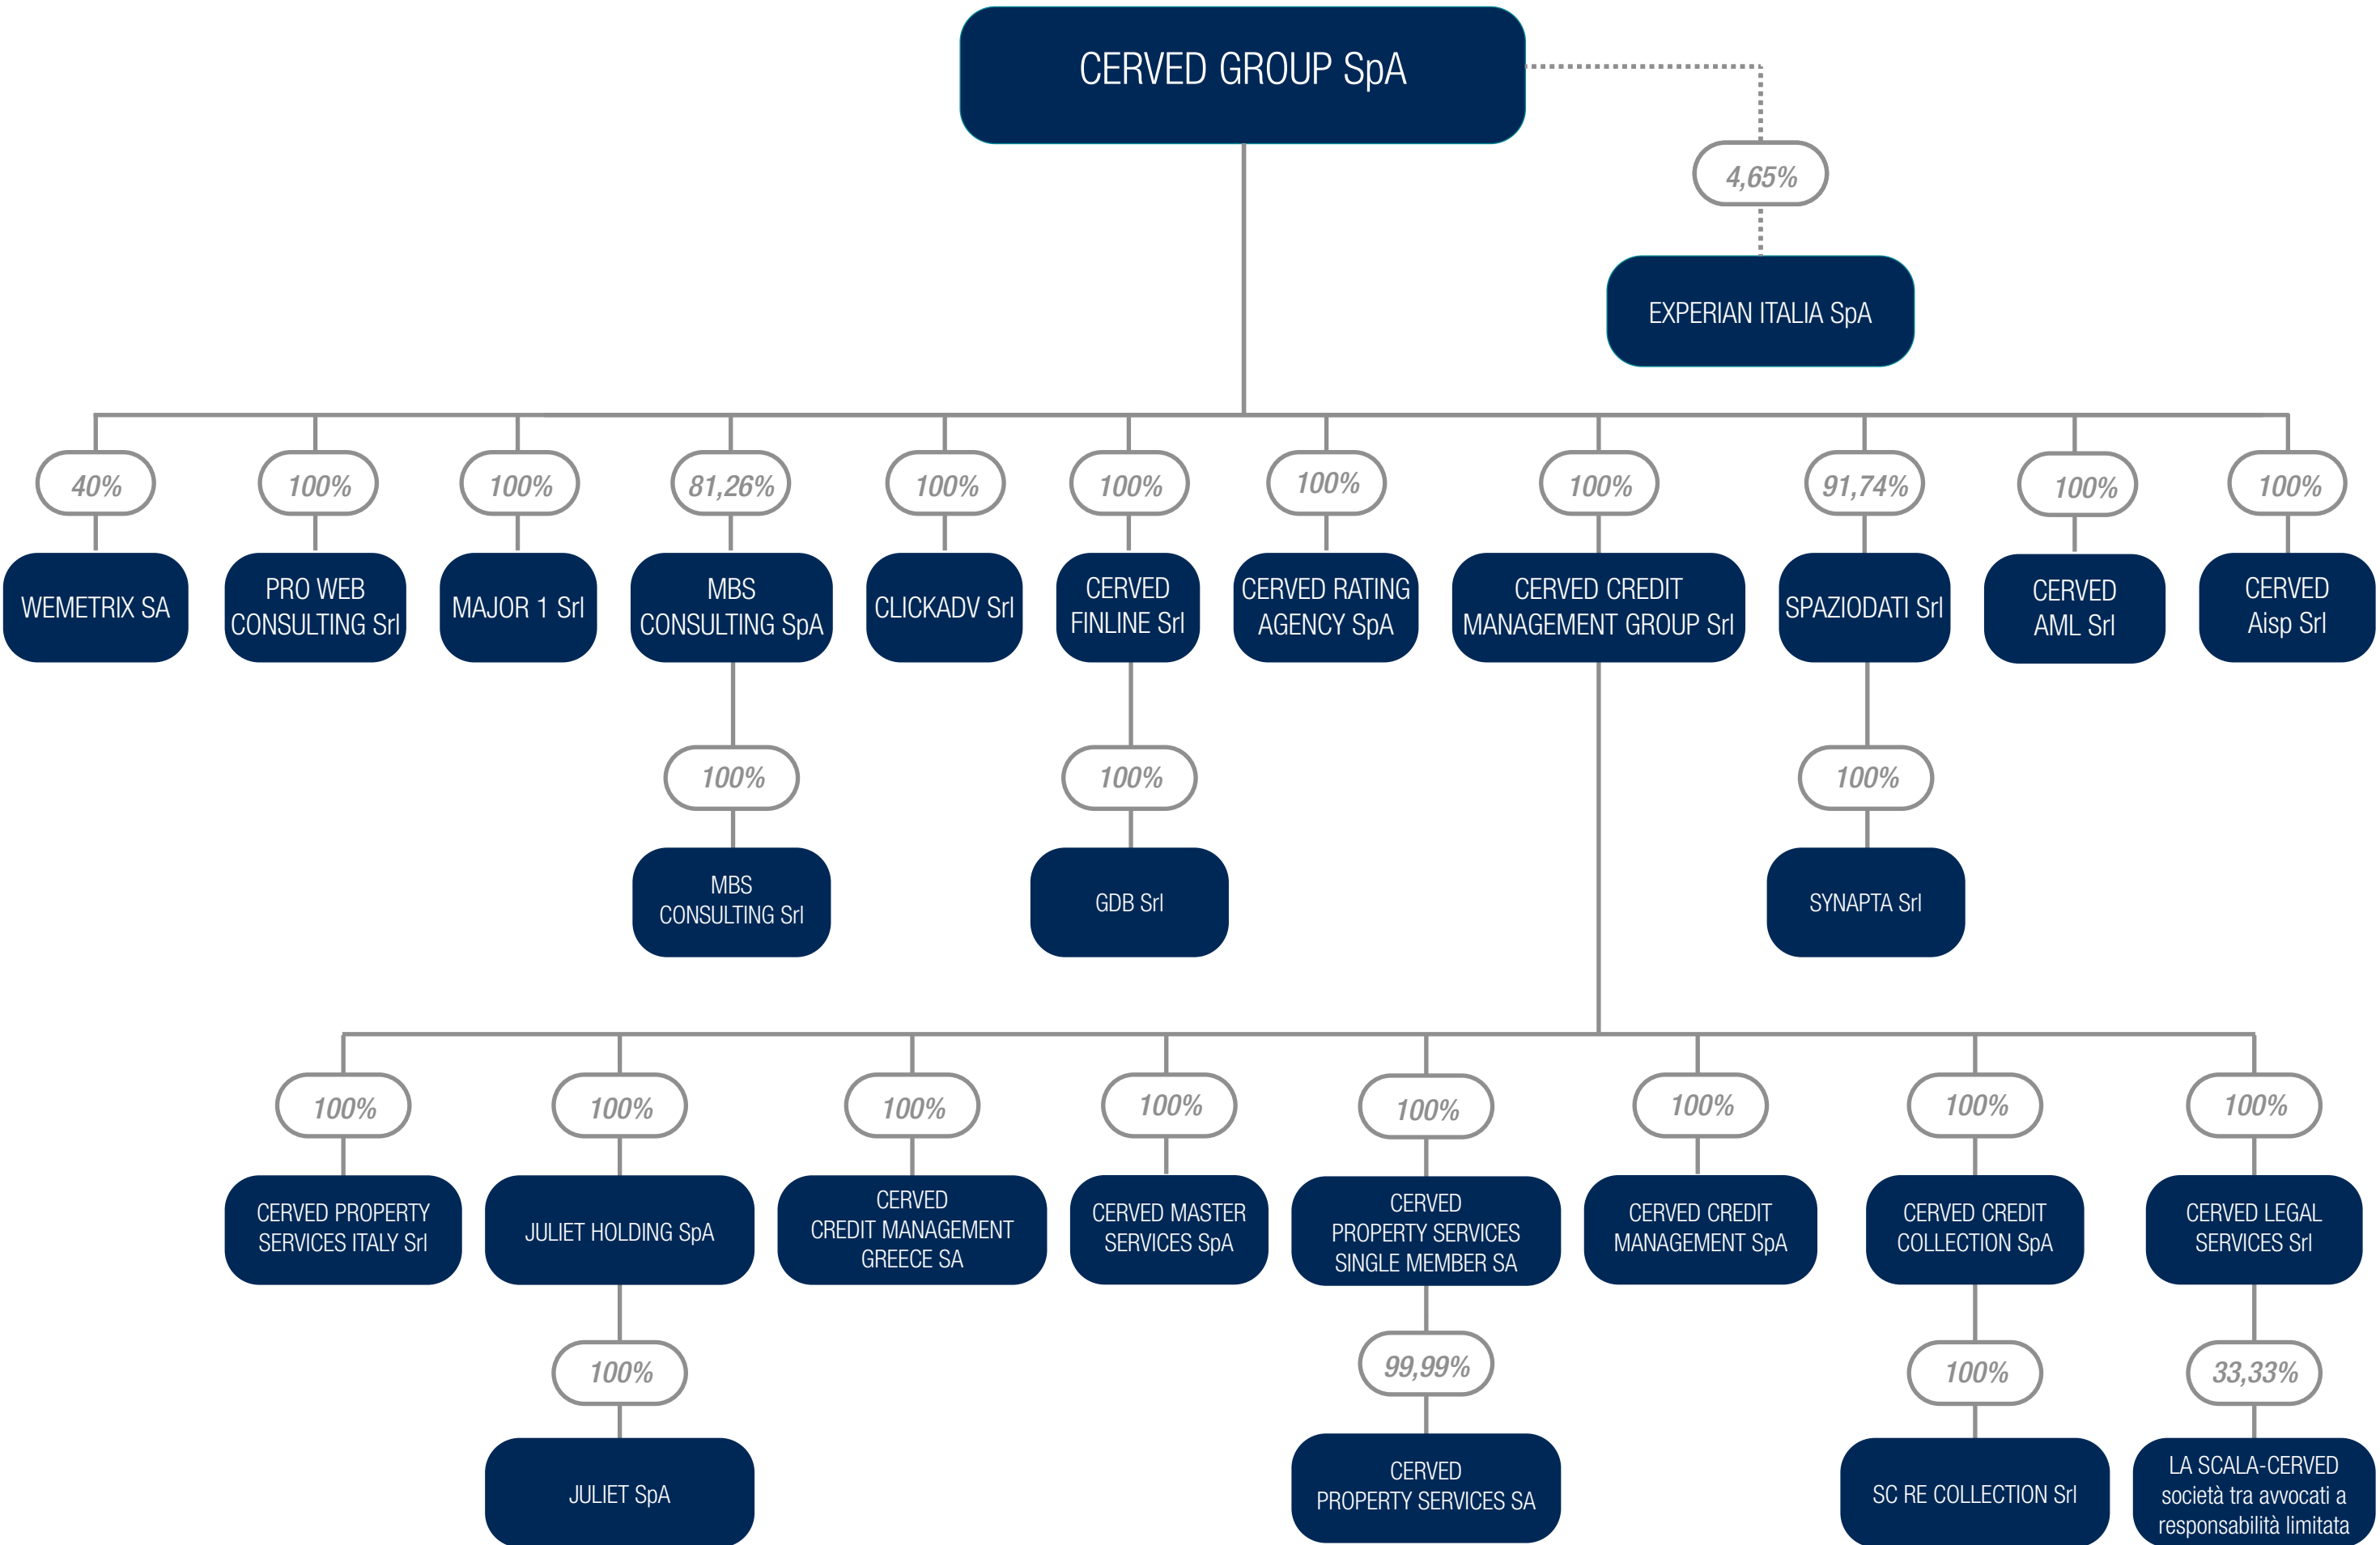 CERVED GROUP SpA
4,65%
EXPERIAN ITALIA SpA
40%
100%
100%
81,26%
100%
100%
100%
100%
91,74%
100%
100%
WEMETRIX SA
PRO WEB
CONSULTING Srl
MAJOR 1 Srl
MBS
CONSULTING SpA
CLICKADV Srl
CERVED
FINLINE Srl
CERVED RATING
AGENCY SpA
CERVED CREDIT
MANAGEMENT GROUP Srl
SPAZIODATI Srl
CERVED
AML Srl
CERVED
Aisp Srl
100%
100%
100%
MBS
CONSULTING Srl
GDB Srl
SYNAPTA Srl
100%
100%
100%
100%
100%
100%
100%
100%
CERVED PROPERTY
SERVICES ITALY Srl
JULIET HOLDING SpA
CERVED
CREDIT MANAGEMENT
GREECE SA
CERVED MASTER
SERVICES SpA
CERVED
PROPERTY SERVICES
SINGLE MEMBER SA
CERVED CREDIT
MANAGEMENT SpA
CERVED CREDIT
COLLECTION SpA
CERVED LEGAL
SERVICES Srl
100%
99,99%
100%
33,33%
JULIET SpA
CERVED
PROPERTY SERVICES SA
SC RE COLLECTION Srl
LA SCALA-CERVED
società tra avvocati a
responsabilità limitata